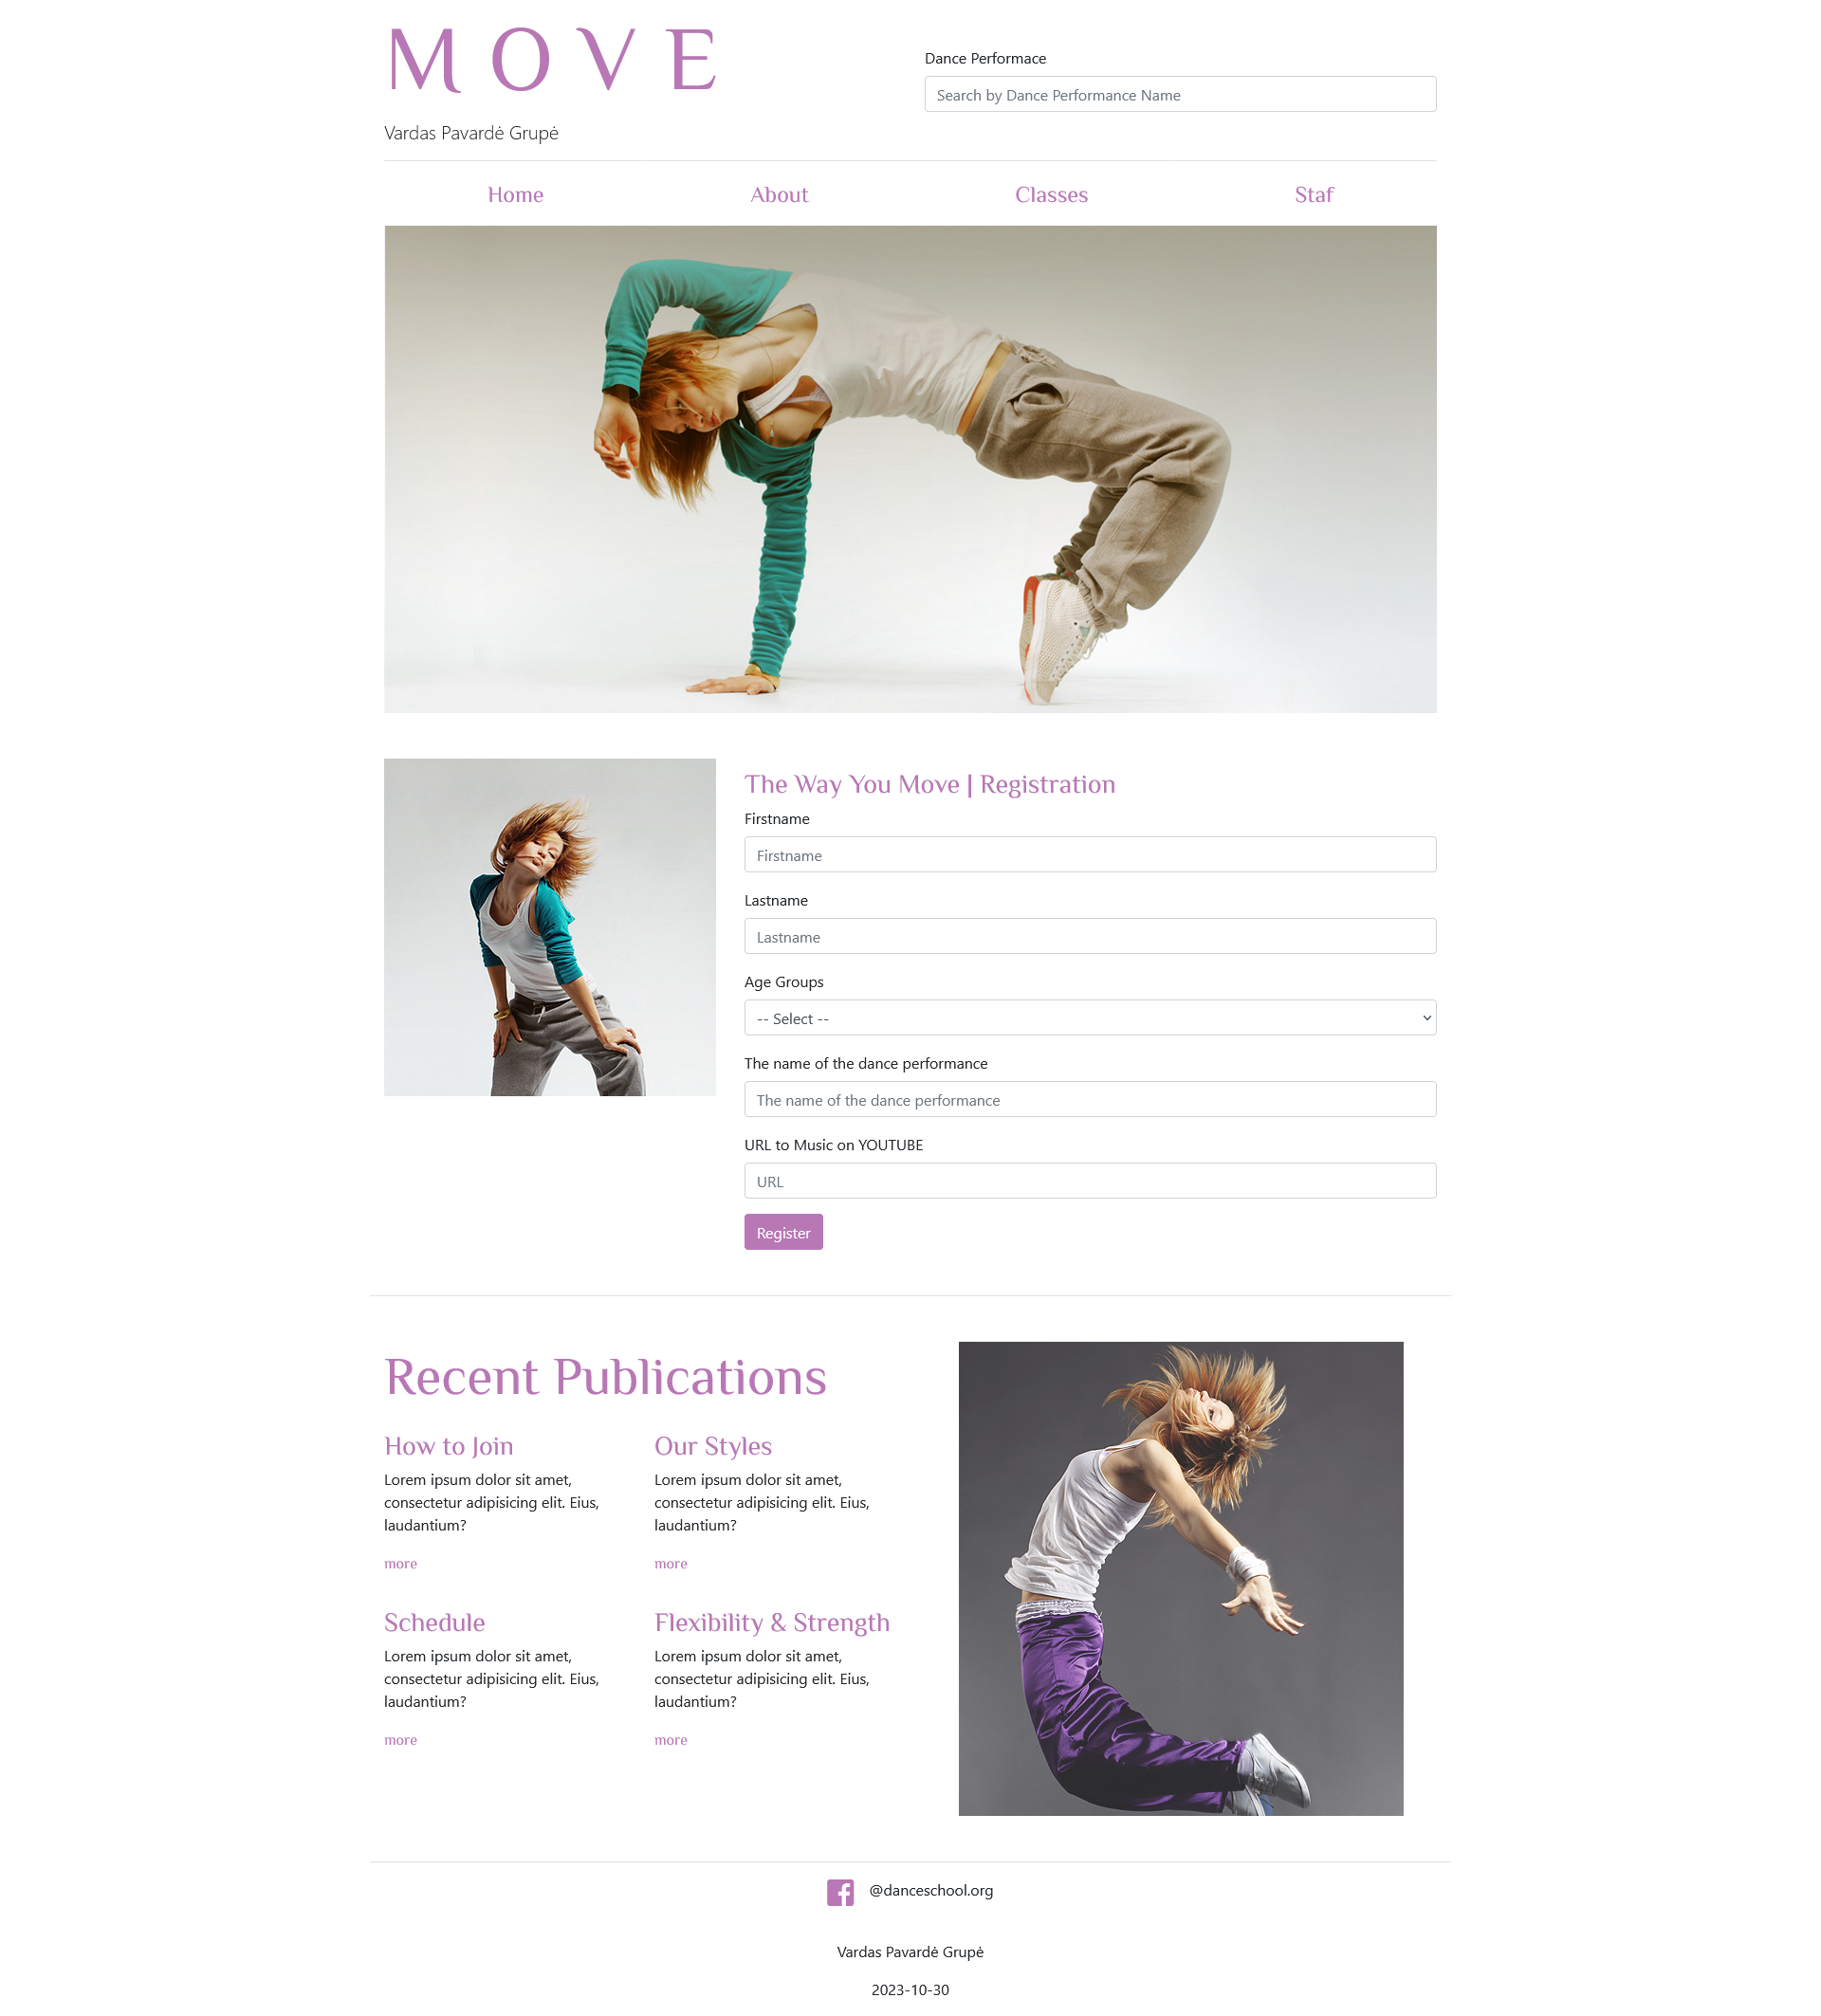 M O V E
Vardas Pavardė Grupė
Dance Performace
Search by Dance Performance Name
Home
About
Classes
Staf
The Way You Move | Registration
Firstname
Firstname
Lastname
Lastname
Age Groups
-- Select --
The name of the dance performance
The name of the dance performance
URL to Music on YOUTUBE
URL
Register
Recent Publications
How to Join
Lorem ipsum dolor sit amet,
consectetur adipisicing elit. Eius,
laudantium?
more
Our Styles
Lorem ipsum dolor sit amet,
consectetur adipisicing elit. Eius,
laudantium?
more
Schedule
Lorem ipsum dolor sit amet,
consectetur adipisicing elit. Eius,
laudantium?
more
Flexibility & Strength
Lorem ipsum dolor sit amet,
consectetur adipisicing elit. Eius,
laudantium?
more
@danceschool.org
Vardas Pavardė Grupė
2023-10-30